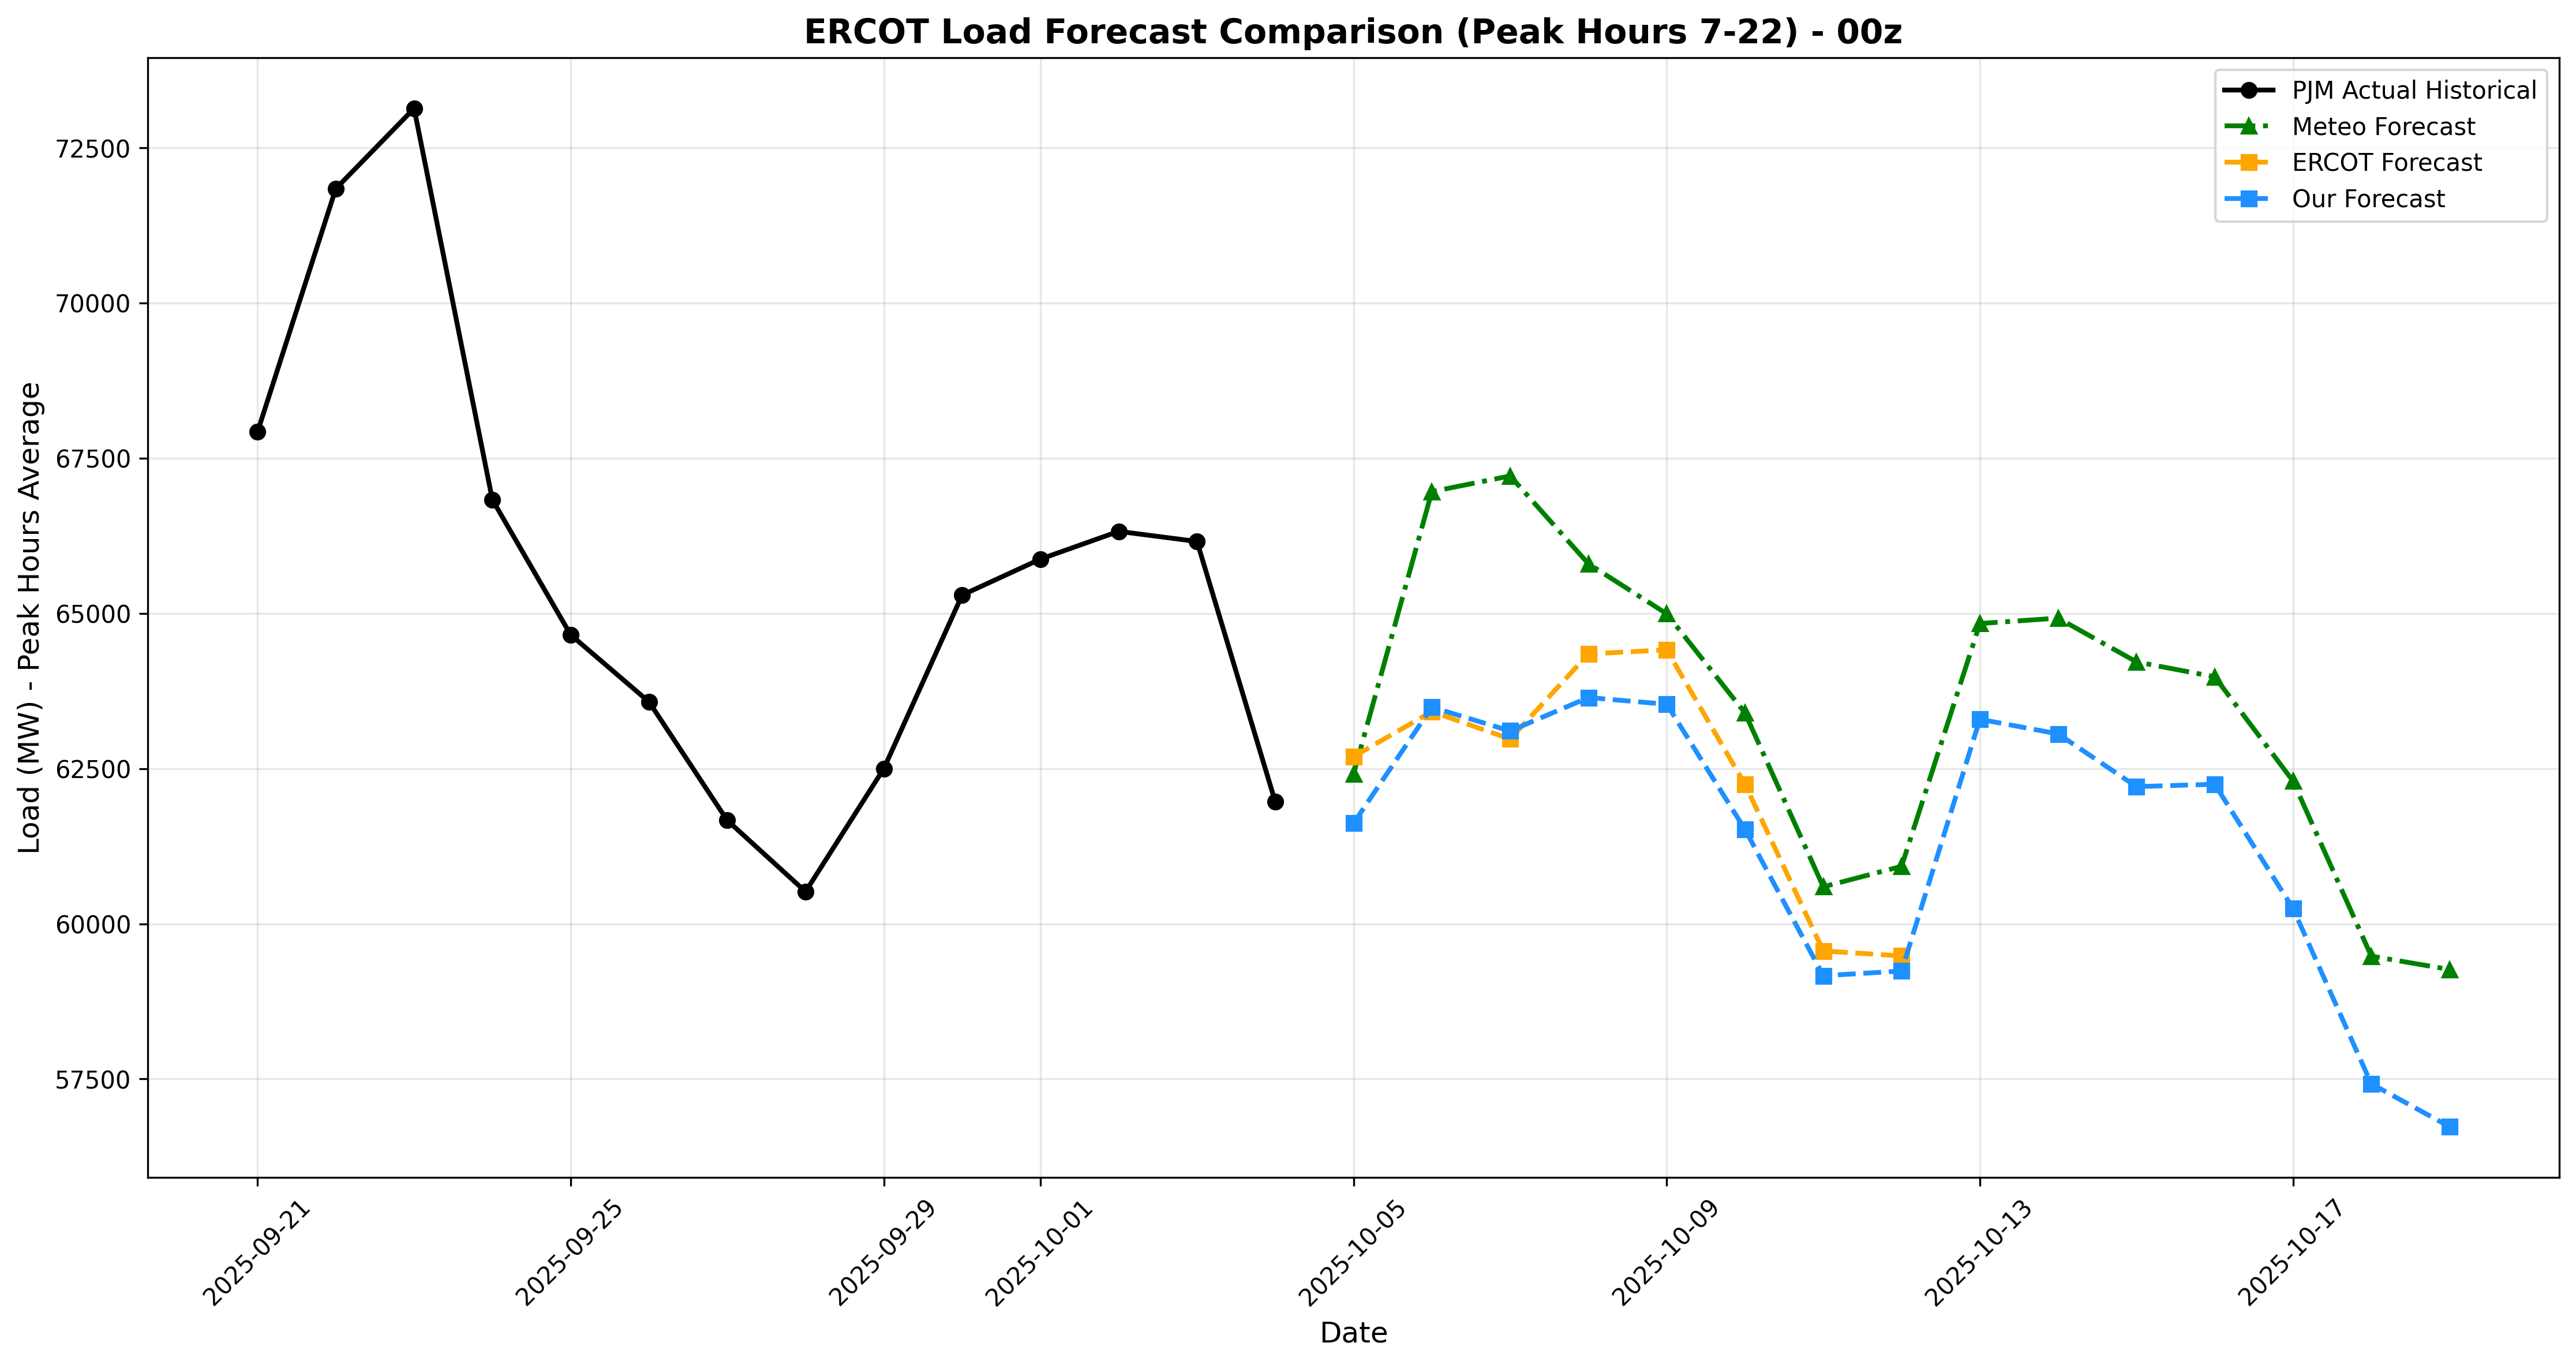 ERCOT Load Forecast Comparison (Peak Hours 7-22) - 00z
PJM Actual Historical
Meteo Forecast
ERCOT Forecast
Our Forecast
Load (MW) - Peak Hours Average
72500
70000
67500
65000
62500
60000
57500
2025-09-21
2025-09-25
2025-09-29
2025-10-01
2025-10-05
2025-10-09
2025-10-13
2025-10-17
Date